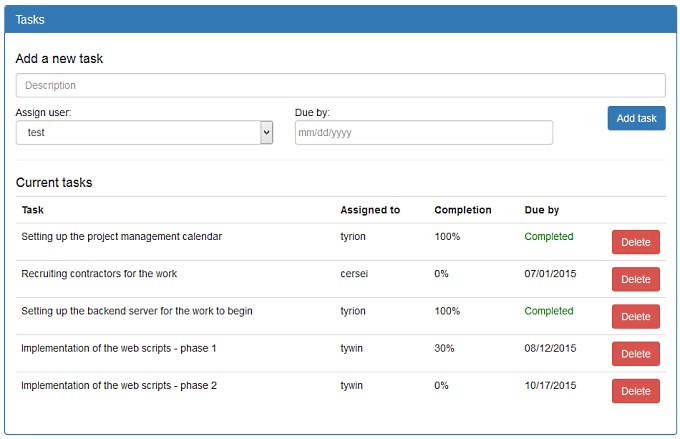 Tasks
Add a new task
Description
Assign user: Due by:
test mm/dd/yyyy Add task
Current tasks
Task Assigned to Completion Due by
Setting up the project management calendar tyrion 100% Completed Delete
Recruiting contractors for the work cersei 0% 07/01/2015 Delete
Setting up the backend server for the work to begin tyrion 100% Completed Delete
Implementation of the web scripts - phase 1 tywin 30% 08/12/2015 Delete
Implementation of the web scripts - phase 2 tywin 0% 10/17/2015 Delete